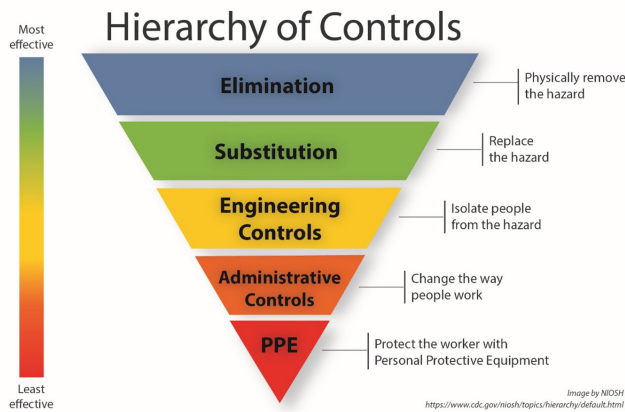 Hierarchy of Controls
Most
effective
Elimination
Physically remove
the hazard
Substitution
Replace
the hazard
Engineering
Controls
Isolate people
from the hazard
Administrative
Controls
Change the way
people work
PPE
Protect the worker with
Personal Protective Equipment
Least
effective
Image by NIOSH
https://www.cdc.gov/niosh/topics/hierarchy/default.html